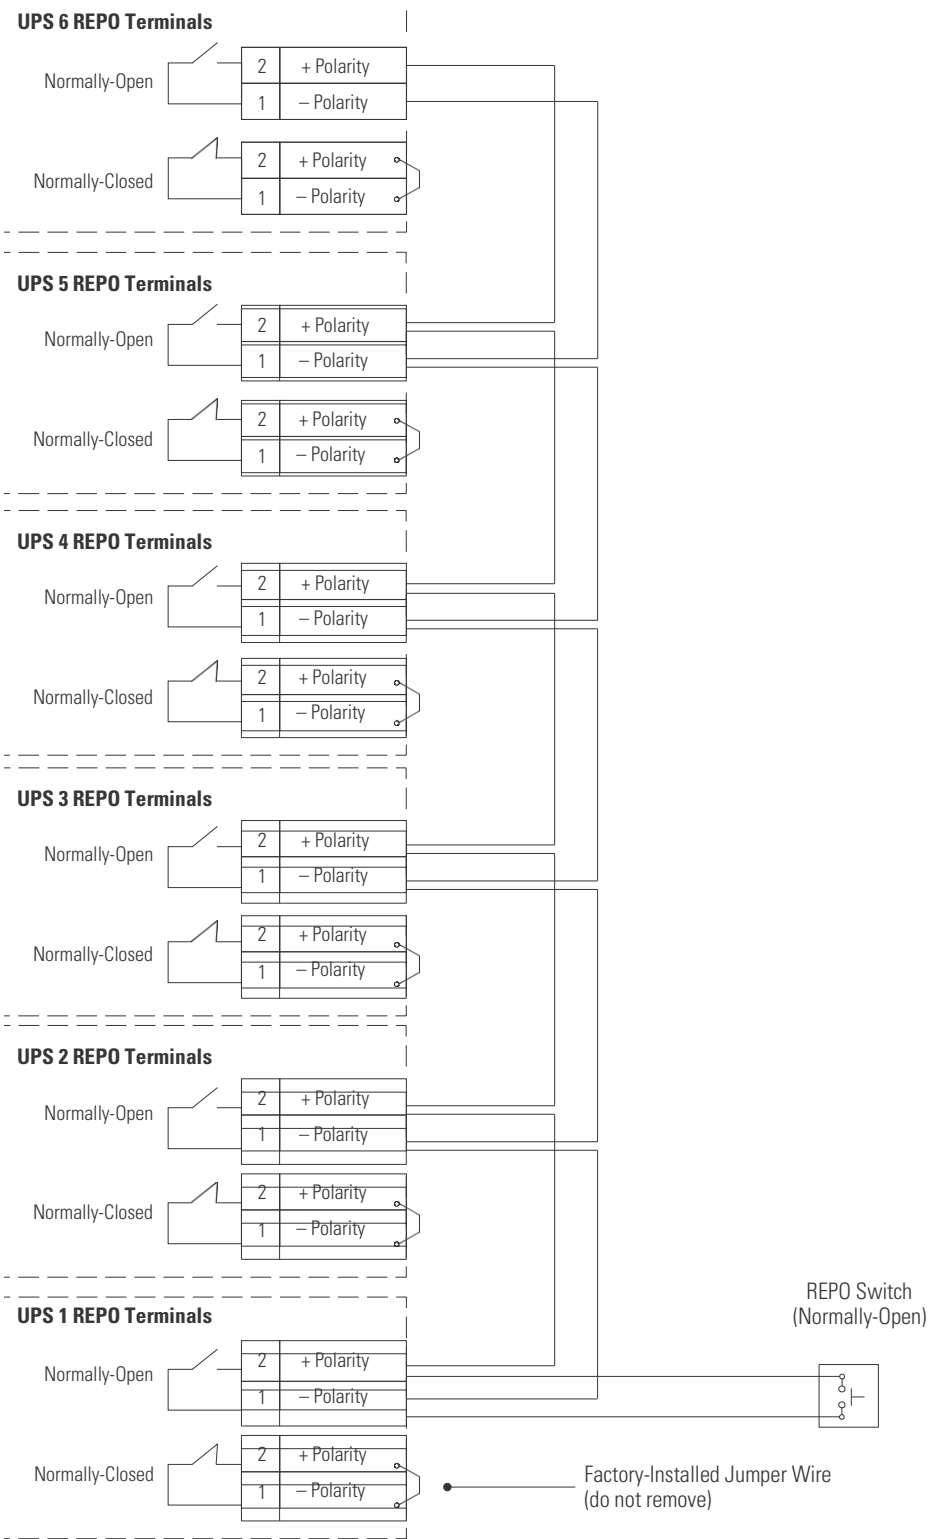 UPS 6 REPO Terminals
Normally-Open
2 + Polarity
1 – Polarity
Normally-Closed
2 + Polarity
1 – Polarity
UPS 5 REPO Terminals
Normally-Open
2 + Polarity
1 – Polarity
Normally-Closed
2 + Polarity
1 – Polarity
UPS 4 REPO Terminals
Normally-Open
2 + Polarity
1 – Polarity
Normally-Closed
2 + Polarity
1 – Polarity
UPS 3 REPO Terminals
Normally-Open
2 + Polarity
1 – Polarity
Normally-Closed
2 + Polarity
1 – Polarity
UPS 2 REPO Terminals
Normally-Open
2 + Polarity
1 – Polarity
Normally-Closed
2 + Polarity
1 – Polarity
UPS 1 REPO Terminals
Normally-Open
2 + Polarity
1 – Polarity
REPO Switch
(Normally-Open)
Normally-Closed
2 + Polarity
1 – Polarity
Factory-Installed Jumper Wire
(do not remove)